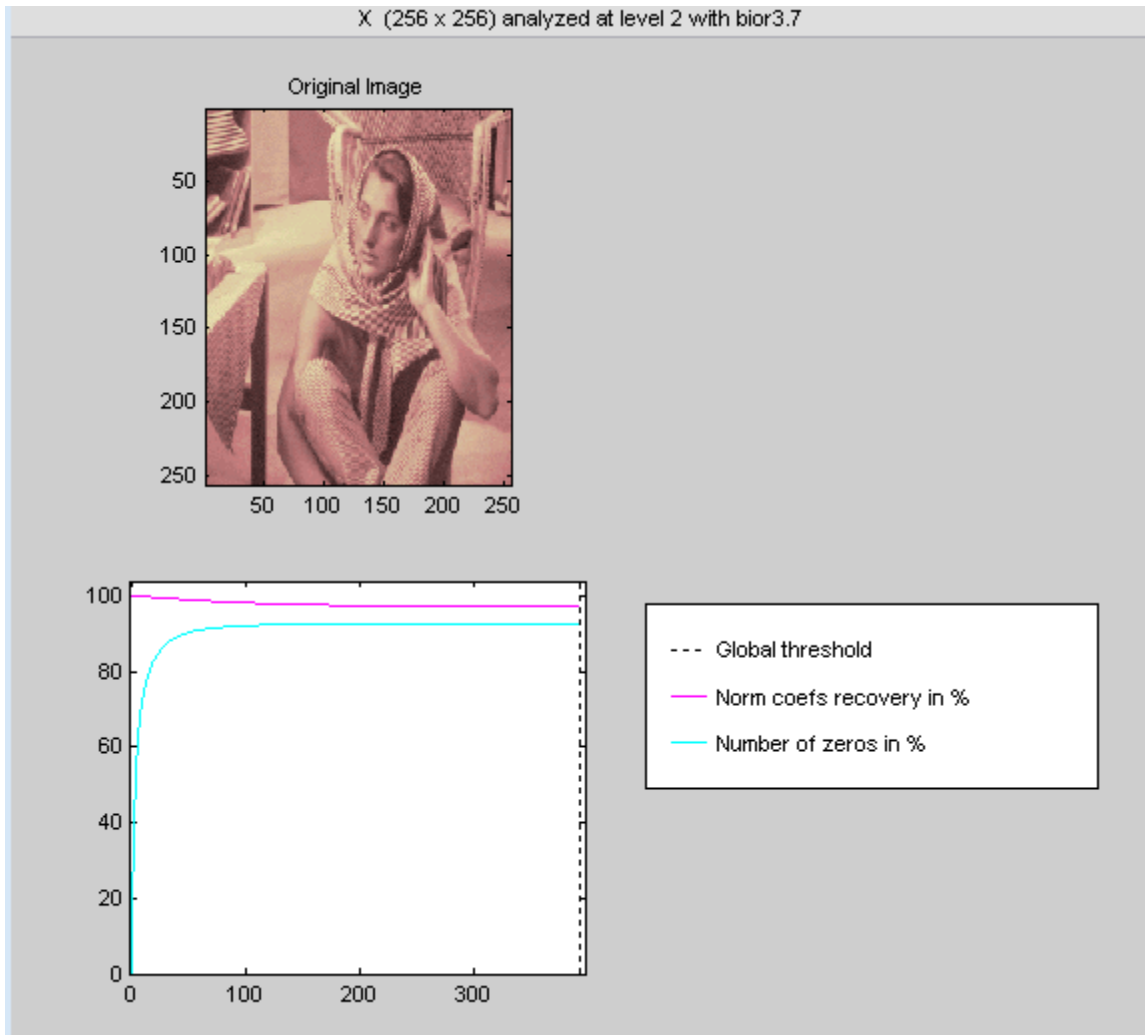 X (256 x 256) analyzed at level 2 with bior3.7
Original Image
50
100
150
200
250
50 100 150 200 250
100
80
60
40
20
0
0 100 200 300
Global threshold
Norm coefs recovery in %
Number of zeros in %